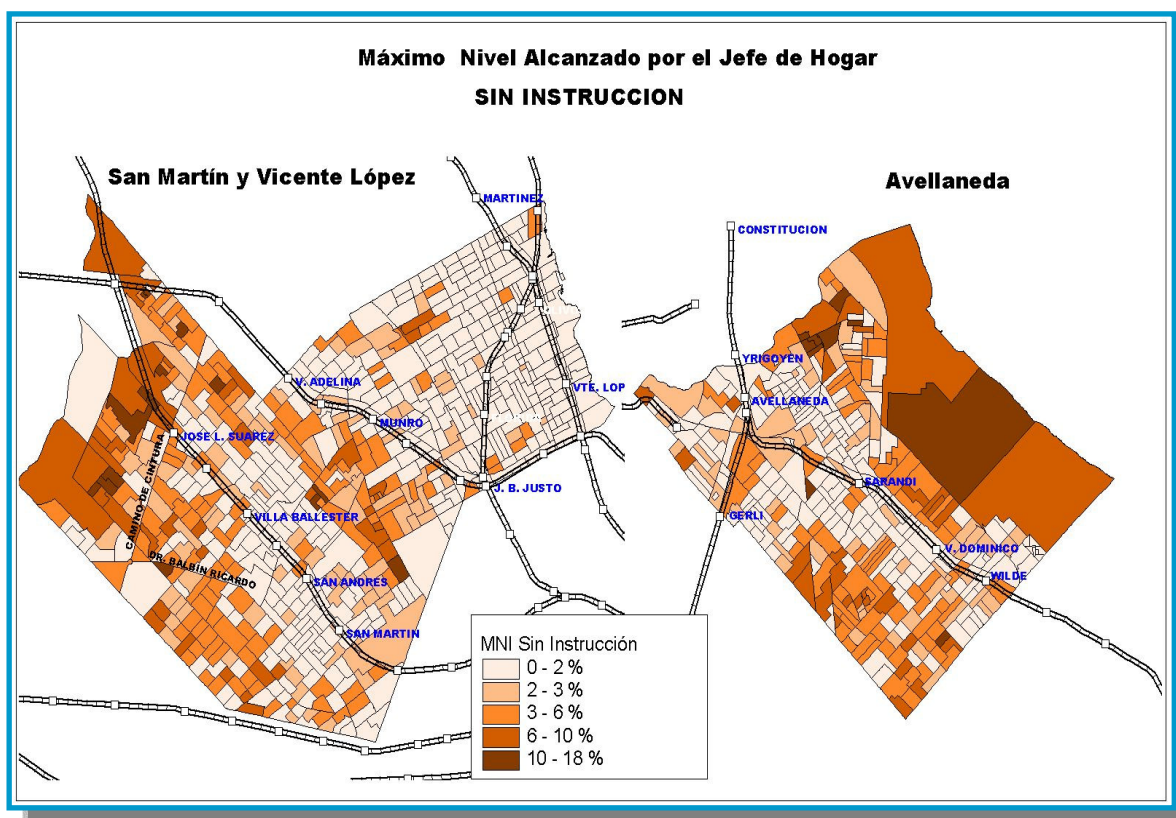 Máximo Nivel Alcanzado por el Jefe de Hogar
SIN INSTRUCCION
San Martín y Vicente López
Avellaneda
MARTINEZ
CONSTITUCION
YRIGOYEN
V. ADELINA
VTE. LOP
AVELLANEDA
MUNRO
JOSE L. SUAREZ
CAMINO DE CINTURA
SARANDI
J. B. JUSTO
VILLA BALLESTER
GERLI
V. DOMINICO
DR. BALBÍN RICARDO
SAN ANDRES
WILDE
SAN MARTIN
MNI Sin Instrucción
0 - 2 %
2 - 3 %
3 - 6 %
6 - 10 %
10 - 18 %